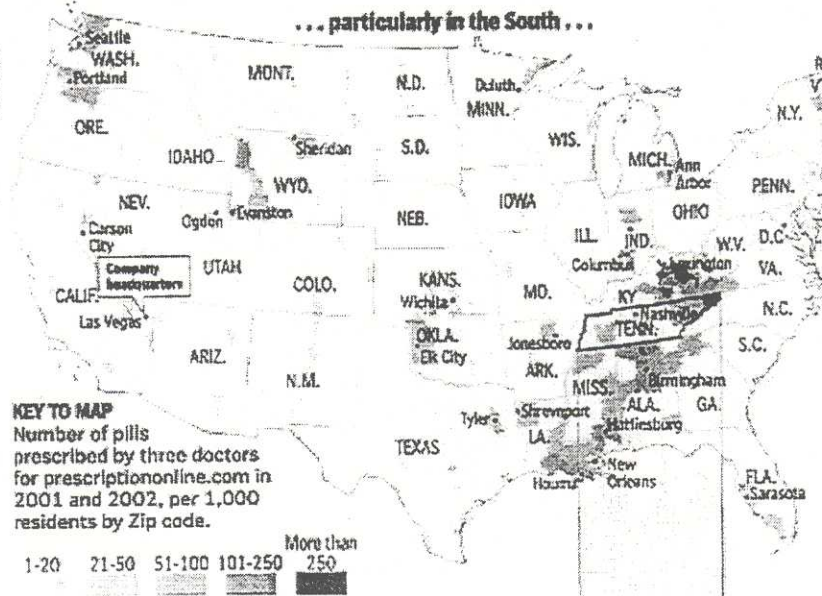 ...particularly in the South...
Seattle
WASH.
Portland
MONT.
N.D.
Duluth
MINN.
ORE.
IDAHO
Sheridan
S.D.
WIS.
MICH.
Ann
Arbor
N.Y.
WYO.
NEV.
Ogden
Evanston
NEB.
IOWA
PENN.
OHIO
Carson
City
ILL.
IND.
Columbus
Lexington
W.V.
D.C.
VA.
Company
headquarters
UTAH
COLO.
KANS.
Wichita
MO.
KY
Nashville
N.C.
CALIF.
Las Vegas
OKLA.
Elk City
Jonesboro
TENN.
S.C.
ARIZ.
N.M.
ARK.
MISS.
Birmingham
ALA.
GA.
Tyler
Shreveport
Hattiesburg
TEXAS
LA.
Houma
New
Orleans
FLA.
Sarasota
KEY TO MAP
Number of pills
prescribed by three doctors
for prescriptiononline.com in
2001 and 2002, per 1,000
residents by Zip code.
More than
1-20 21-50 51-100 101-250 250